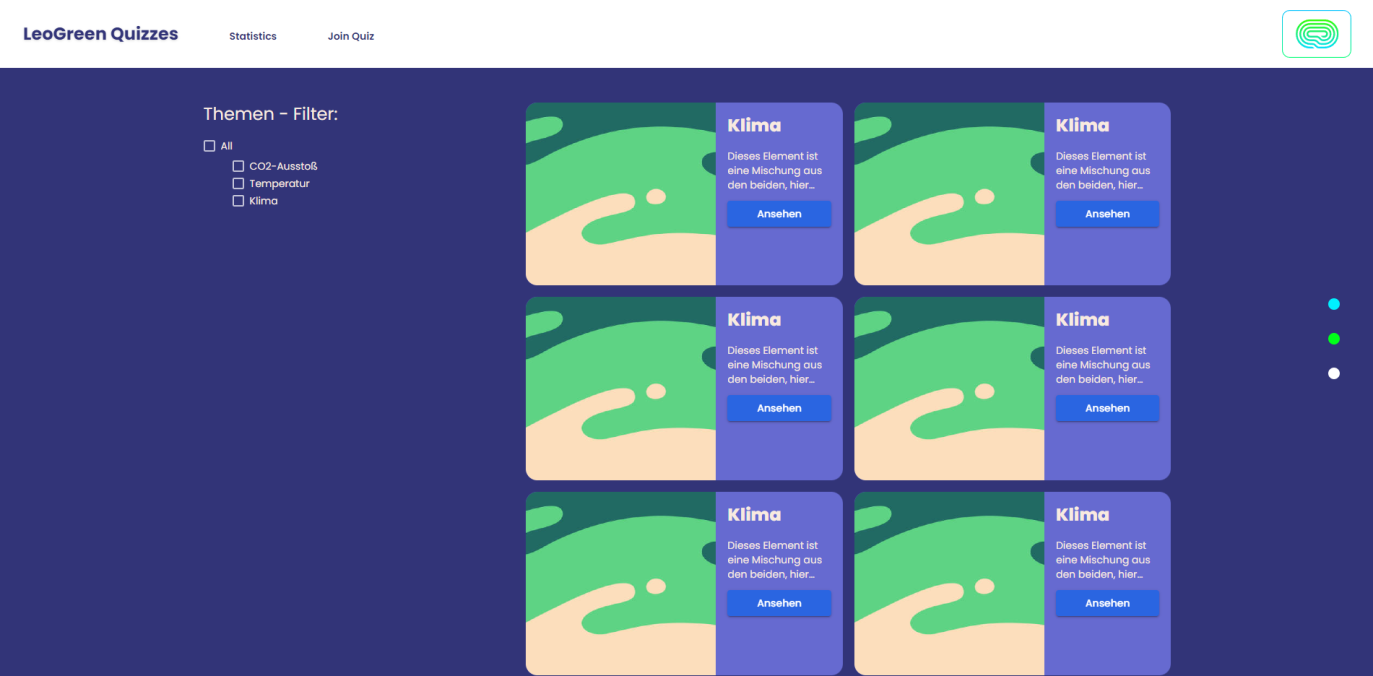 LeoGreen Quizzes
Statistics
Join Quiz
Themen - Filter:
All
CO2-Ausstoß
Temperatur
Klima
Klima
Dieses Element ist
eine Mischung aus
den beiden, hier...
Ansehen
Klima
Dieses Element ist
eine Mischung aus
den beiden, hier...
Ansehen
Klima
Dieses Element ist
eine Mischung aus
den beiden, hier...
Ansehen
Klima
Dieses Element ist
eine Mischung aus
den beiden, hier...
Ansehen
Klima
Dieses Element ist
eine Mischung aus
den beiden, hier...
Ansehen
Klima
Dieses Element ist
eine Mischung aus
den beiden, hier...
Ansehen